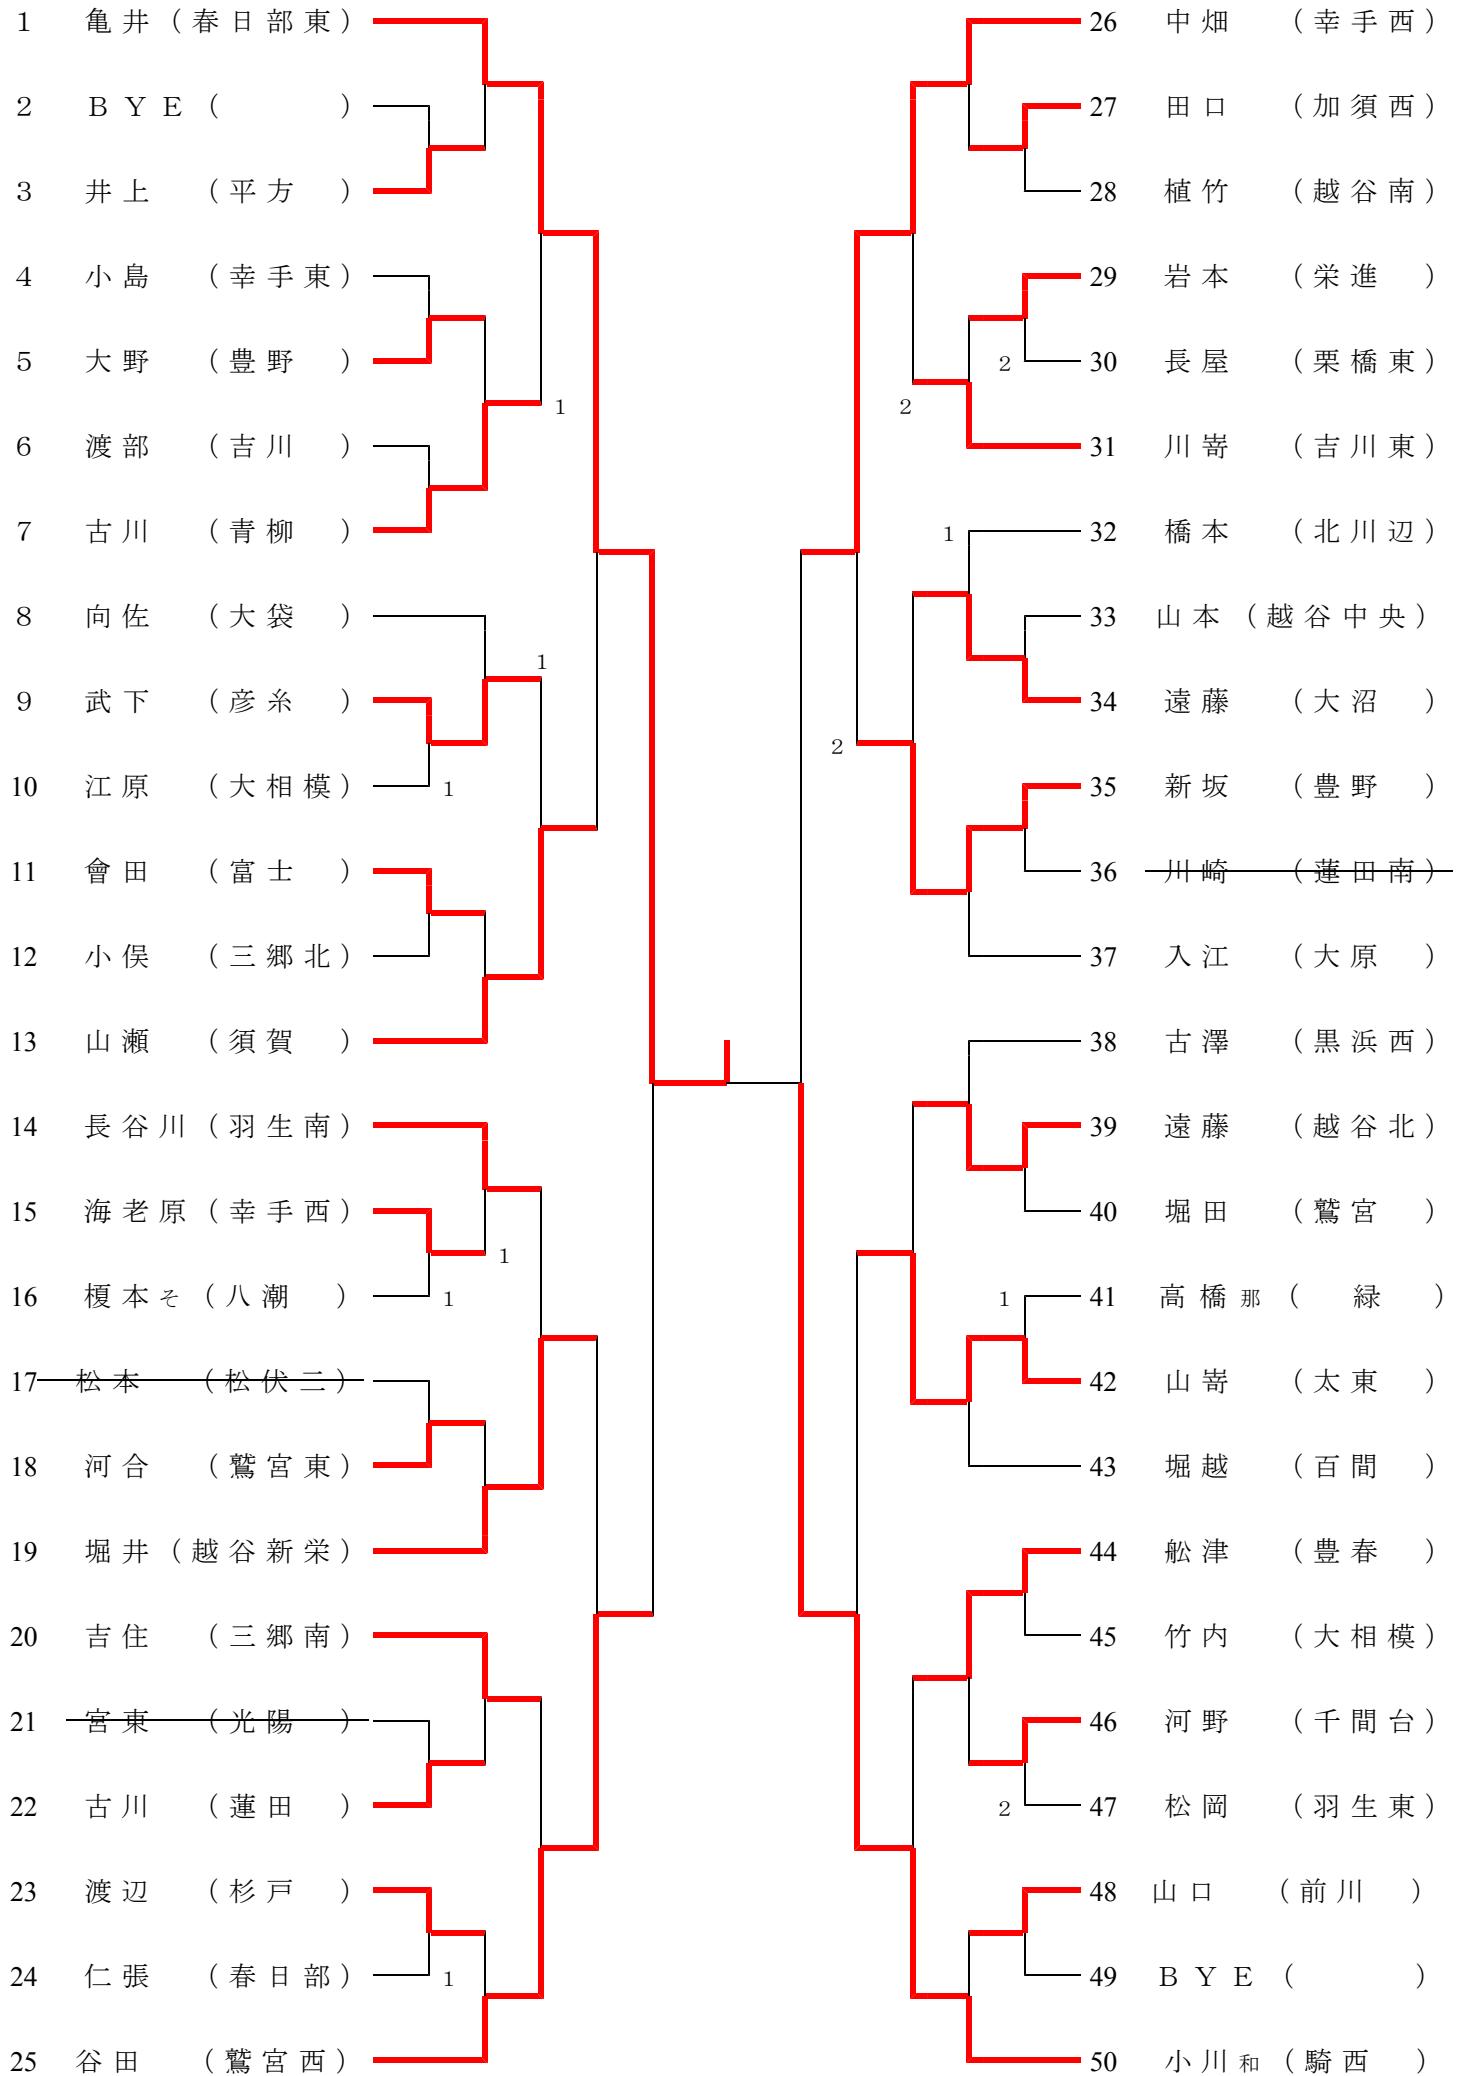 1 亀井（春日部東）
2 ＢＹＥ（　　　）
3 井上（平方　）
4 小島（幸手東）
5 大野（豊野　）
1
6 渡部（吉川　）
7 古川（青柳　）
8 向佐（大袋　）
1
9 武下（彦糸　）
10 江原（大相模） 1
11 會田（富士　）
12 小俣（三郷北）
13 山瀬（須賀　）
14 長谷川（羽生南）
15 海老原（幸手西）
1
16 榎本そ（八潮　） 1
17 松本（松伏二）
18 河合（鷲宮東）
19 堀井（越谷新栄）
20 吉住（三郷南）
21 宮東（光陽　）
22 古川（蓮田　）
23 渡辺（杉戸　）
24 仁張（春日部） 1
25 谷田（鷲宮西）
26 中畑（幸手西）
27 田口（加須西）
28 植竹（越谷南）
29 岩本（栄進　）
2 30 長屋（栗橋東）
2
31 川嵜（吉川東）
1 32 橋本（北川辺）
33 山本（越谷中央）
34 遠藤（大沼　）
2
35 新坂（豊野　）
36 川崎（蓮田南）
37 入江（大原　）
38 古澤（黒浜西）
39 遠藤（越谷北）
40 堀田（鷲宮　）
1 41 高橋那（　緑　）
42 山嵜（太東　）
43 堀越（百間　）
44 舩津（豊春　）
45 竹内（大相模）
46 河野（千間台）
2 47 松岡（羽生東）
48 山口（前川　）
49 ＢＹＥ（　　　）
50 小川和（騎西　）